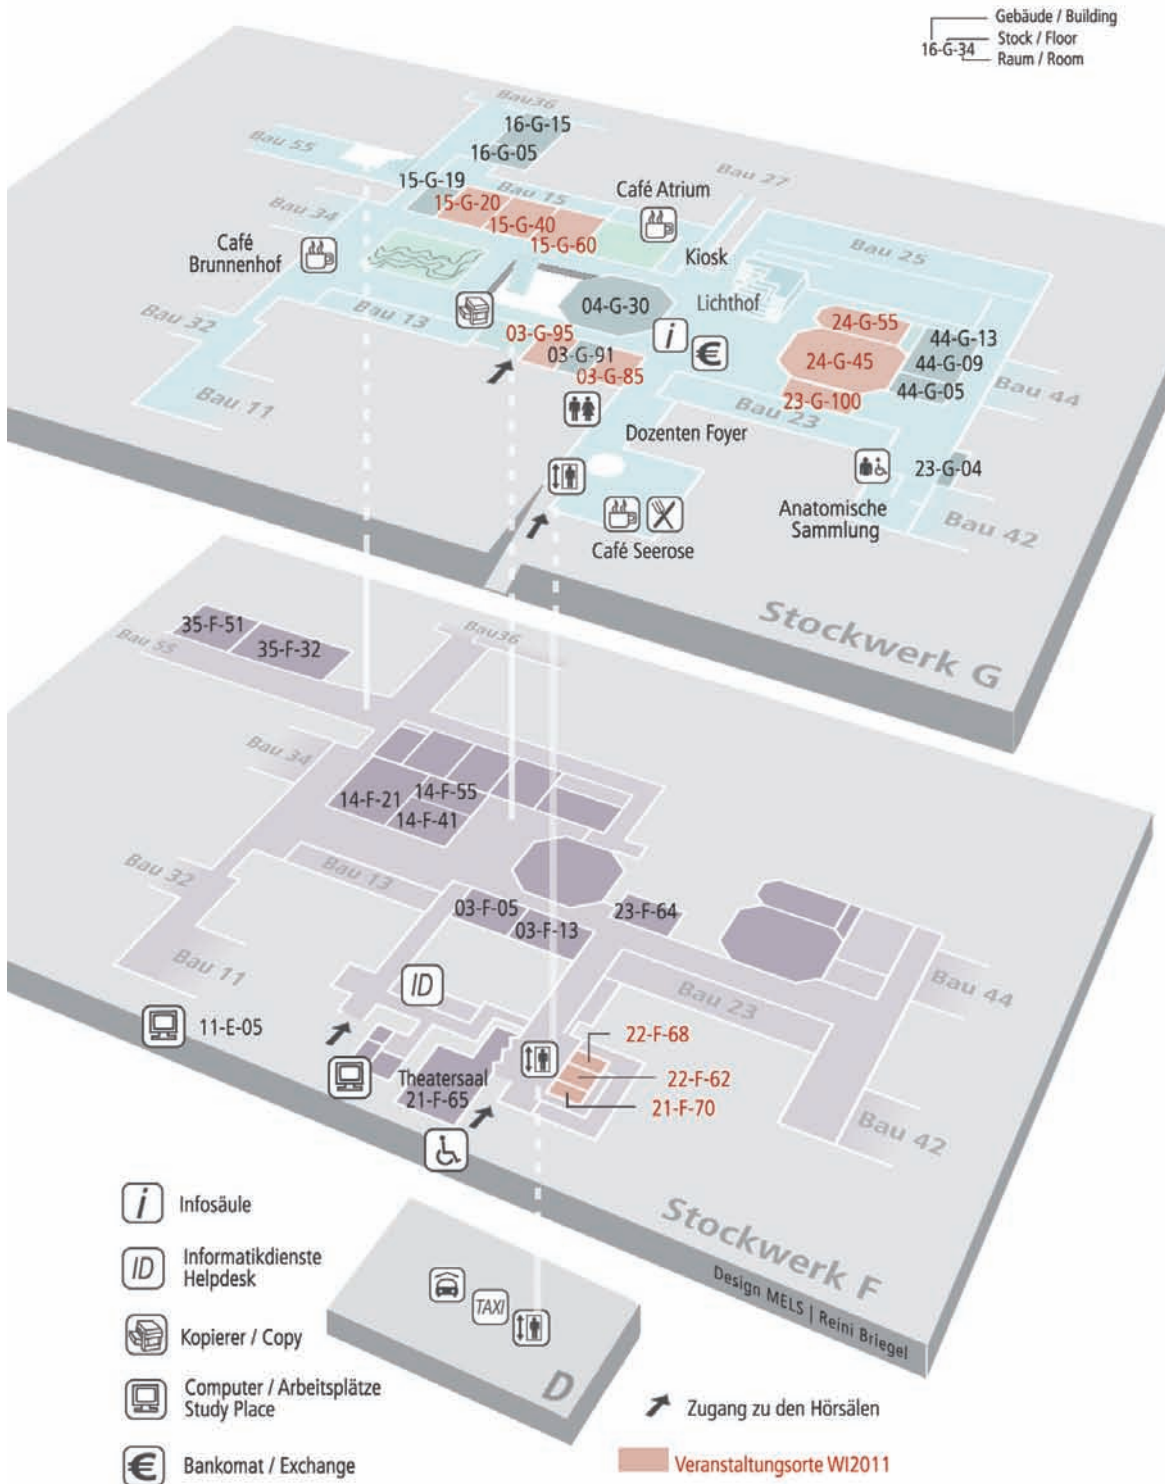 Gebäude / Building
Stock / Floor
16-G-34
Raum / Room
Bau36
16-G-15
16-G-05
Bau 55
15-G-19
Bau 15
Bau 27
15-G-20
15-G-40
15-G-60
Café Atrium
Bau 34
Café
Brunnenhof
Kiosk
Bau 25
Lichthof
04-G-30
Bau 32
Bau 13
i
€
03-G-95
03-G-91
03-G-85
24-G-55
24-G-45
23-G-100
44-G-13
44-G-09
44-G-05
Bau 44
Bau 11
Bau 23
Dozenten Foyer
23-G-04
Anatomische
Sammlung
Bau 42
Café Seerose
Stockwerk G
35-F-51
35-F-32
Bau 55
Bau36
Bau 34
14-F-21
14-F-55
14-F-41
Bau 32
Bau 13
03-F-05
03-F-13
23-F-64
Bau 11
ID
Bau 23
Bau 44
11-E-05
22-F-68
22-F-62
21-F-70
Theatersaal
21-F-65
Bau 42
Stockwerk F
Design MELS | Reini Briegel
i
Infosäule
ID
Informatikdienste
Helpdesk
TAXI
D
Kopierer / Copy
Computer / Arbeitsplätze
Study Place
Zugang zu den Hörsälen
€
Bankomat / Exchange
Veranstaltungsorte WI2011